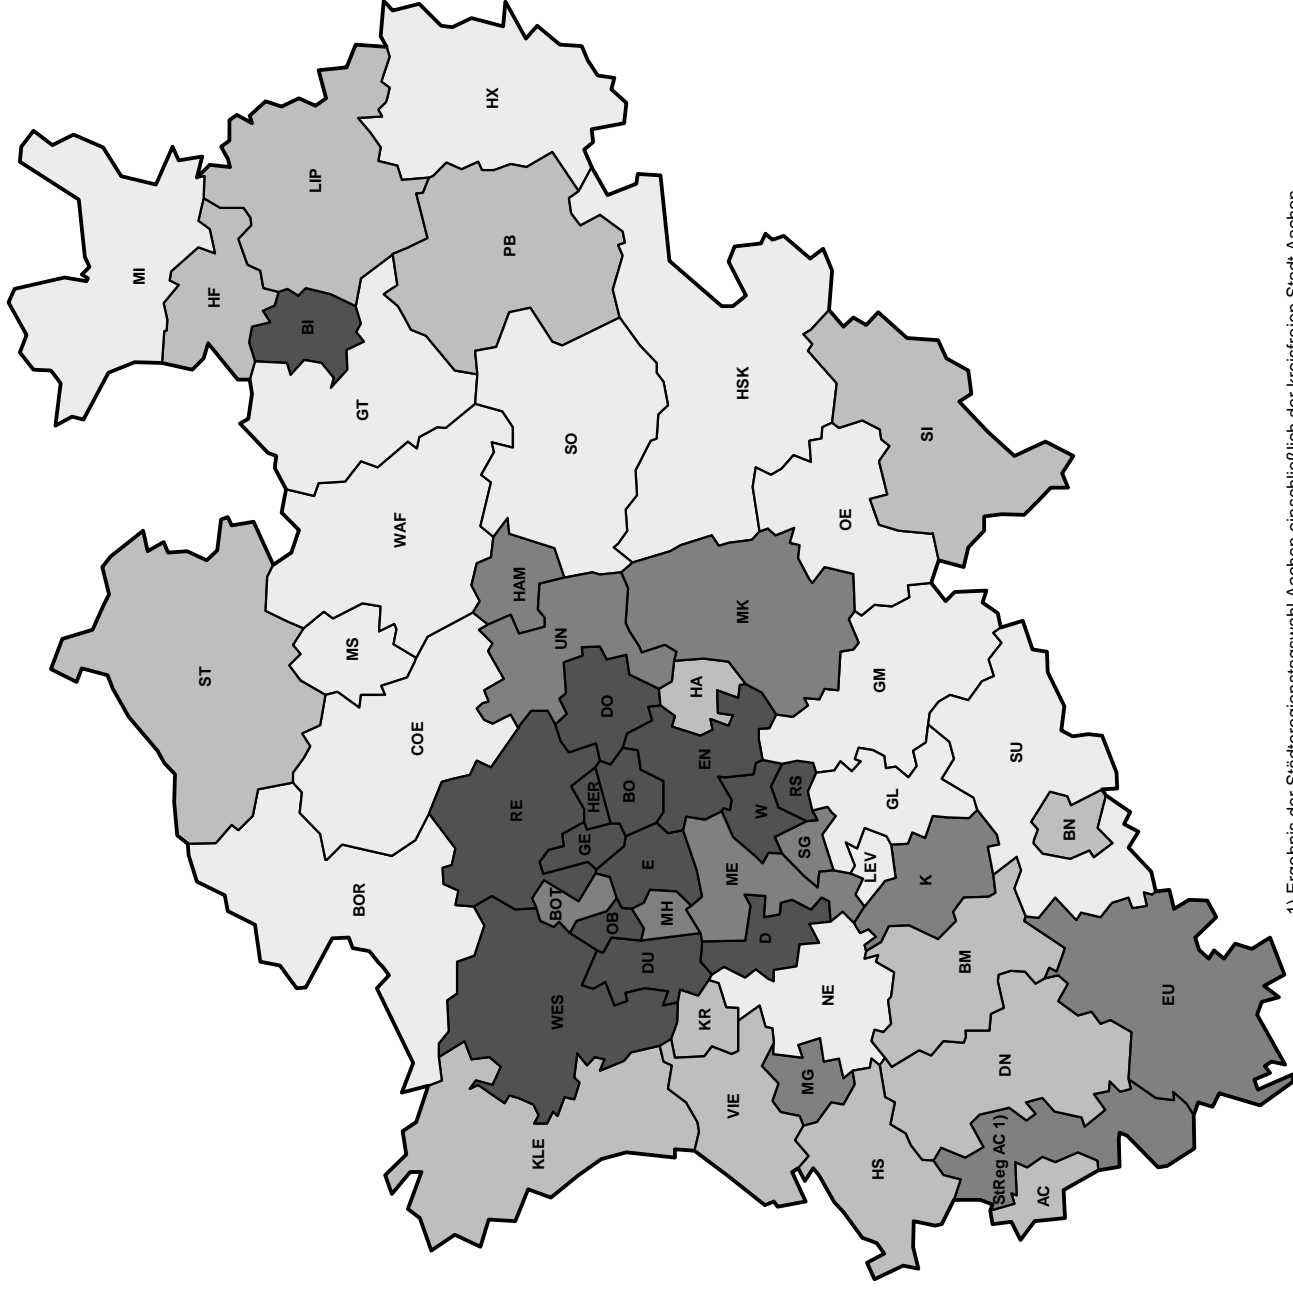 HX
LIP
MI
PB
HF
BI
HSK
GT
SI
SO
OE
WAF
HAM
MK
UN
MS
ST
GM
HA
DO
COE
SU
EN
RS
BO
HER
GL
W
RE
BN
GE
SG
E
LEV
ME
K
BOR
BOT
MH
OB
D
BM
DU
NE
EU
WES
KR
DN
MG
VIE
KLE
HS
StReg AC 1)
AC
1) Ergebnis der Städteregionstagswahl Aachen einschließlich der kreisfreien Stadt Aachen